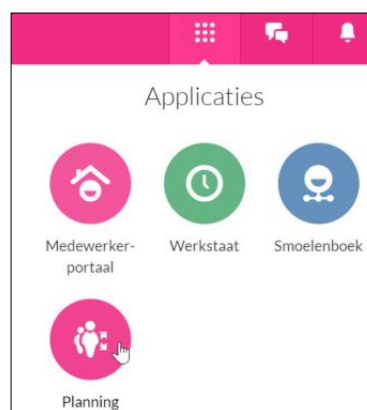 Applicaties
Medewerker-
portaal
Werkstaat
Smoelenboek
Planning